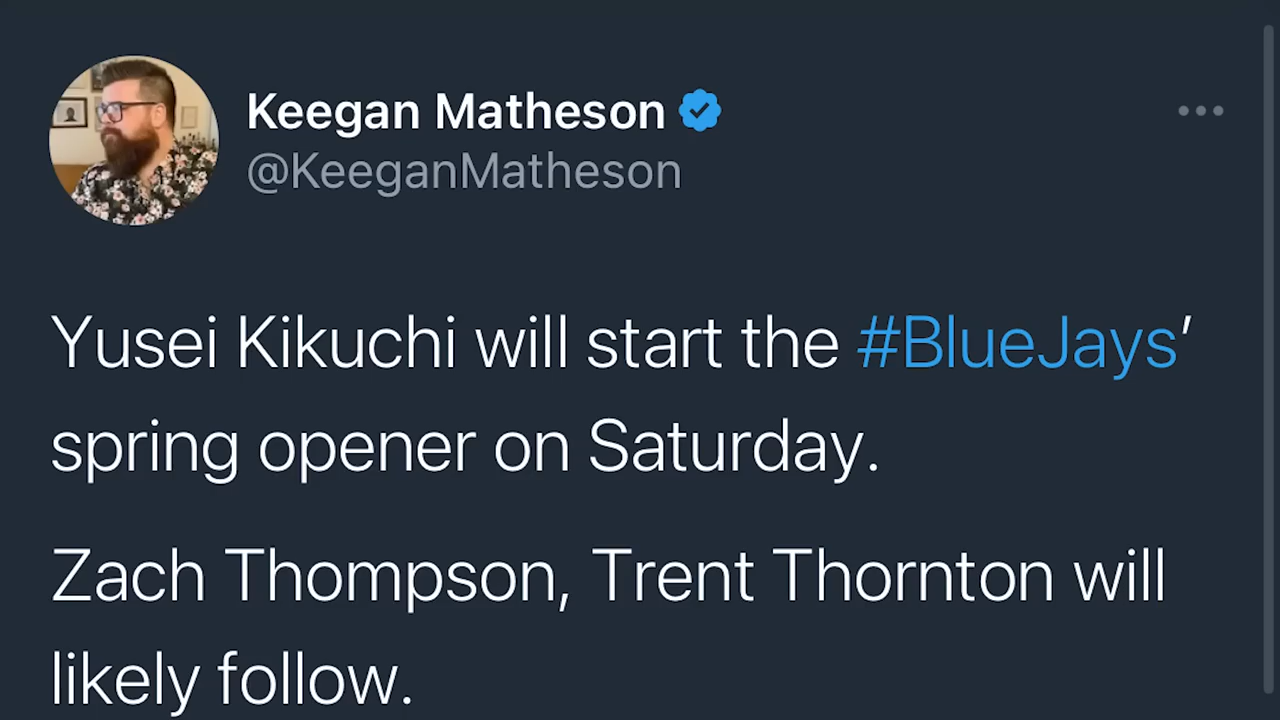 Keegan Matheson
@KeeganMatheson
Yusei Kikuchi will start the #BlueJays’
spring opener on Saturday.
Zach Thompson, Trent Thornton will
likely follow.